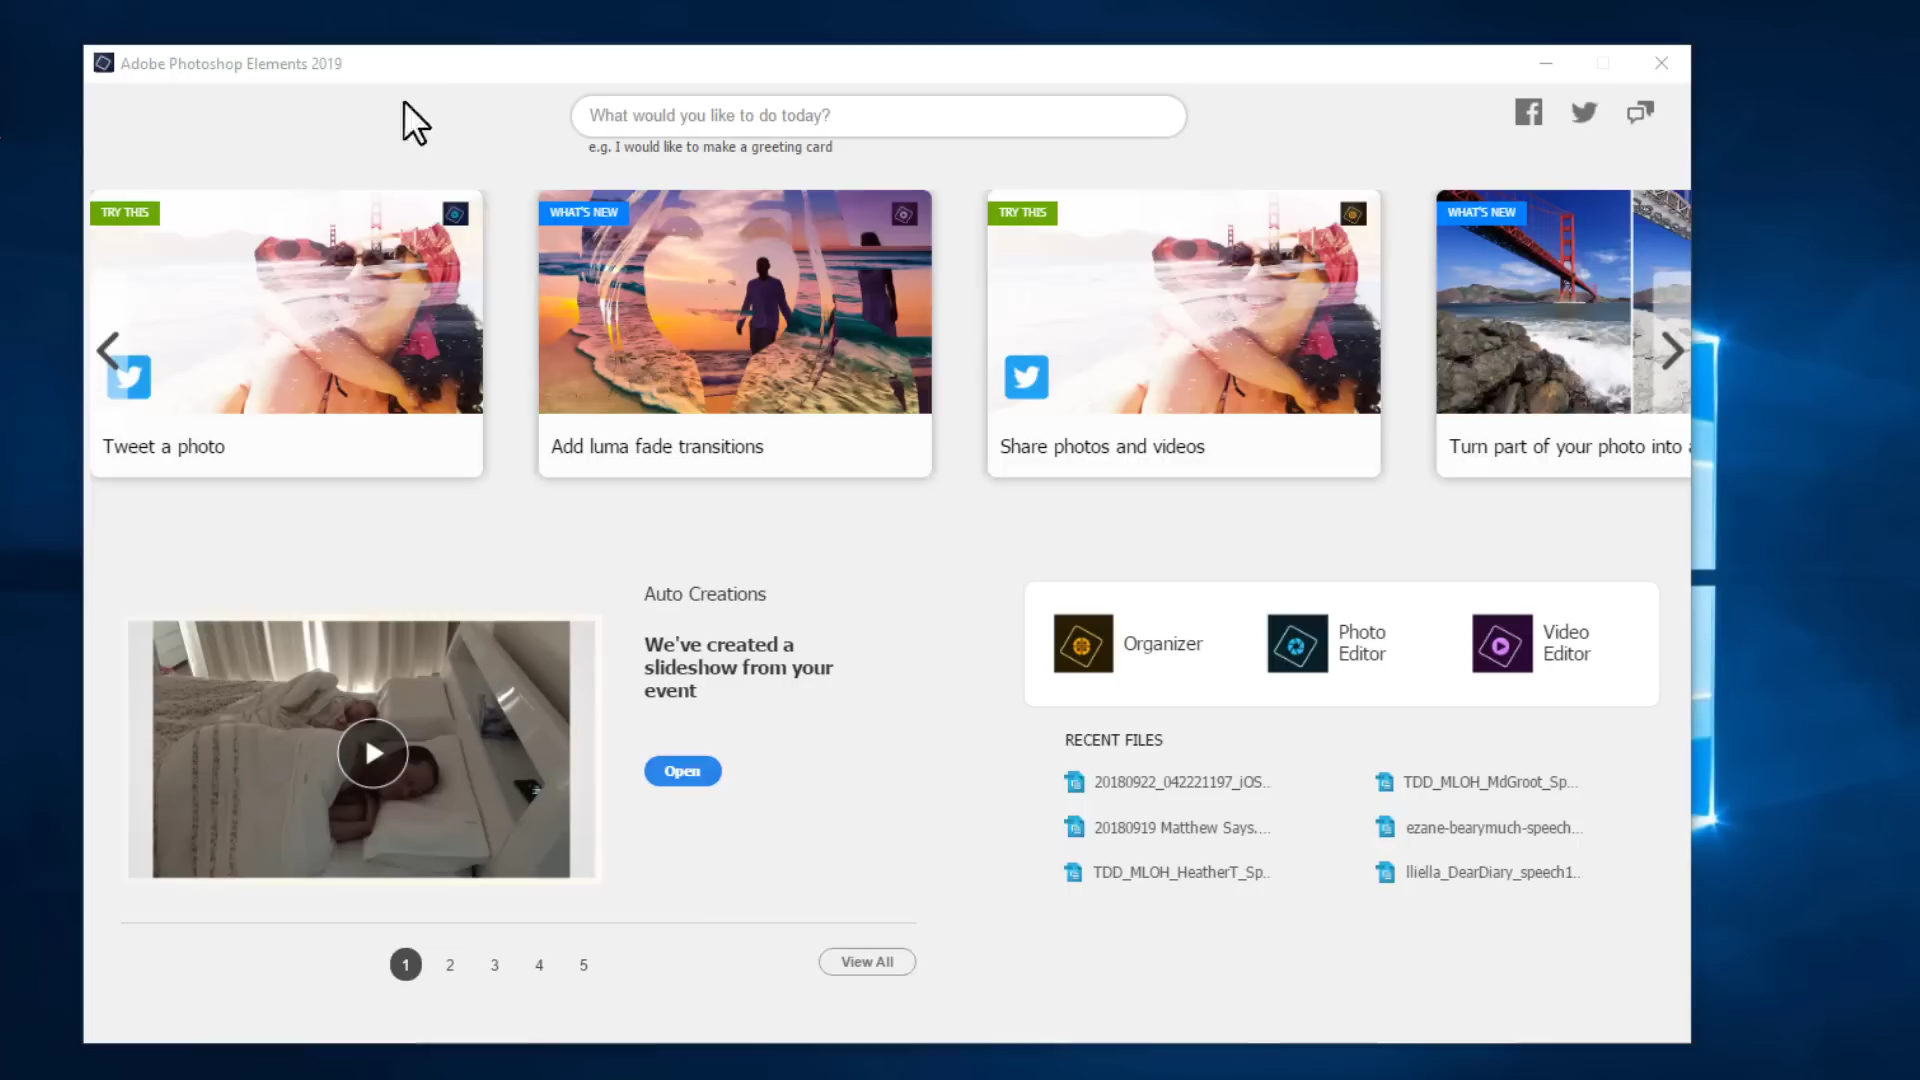 Adobe Photoshop Elements 2019
What would you like to do today?
e.g. I would like to make a greeting card
TRY THIS
WHAT'S NEW
TRY THIS
WHAT'S NEW
Tweet a photo
Add luma fade transitions
Share photos and videos
Turn part of your photo into
Auto Creations
We've created a
slideshow from your
event
Open
Organizer
Photo
Editor
Video
Editor
RECENT FILES
20180922_042221197_iOS...
TDD_MLOH_MdGroot_Sp...
20180919 Matthew Says....
ezane-bearymuch-speech...
TDD_MLOH_HeatherT_Sp...
lliella_DearDiary_speech1...
1 2 3 4 5
View All